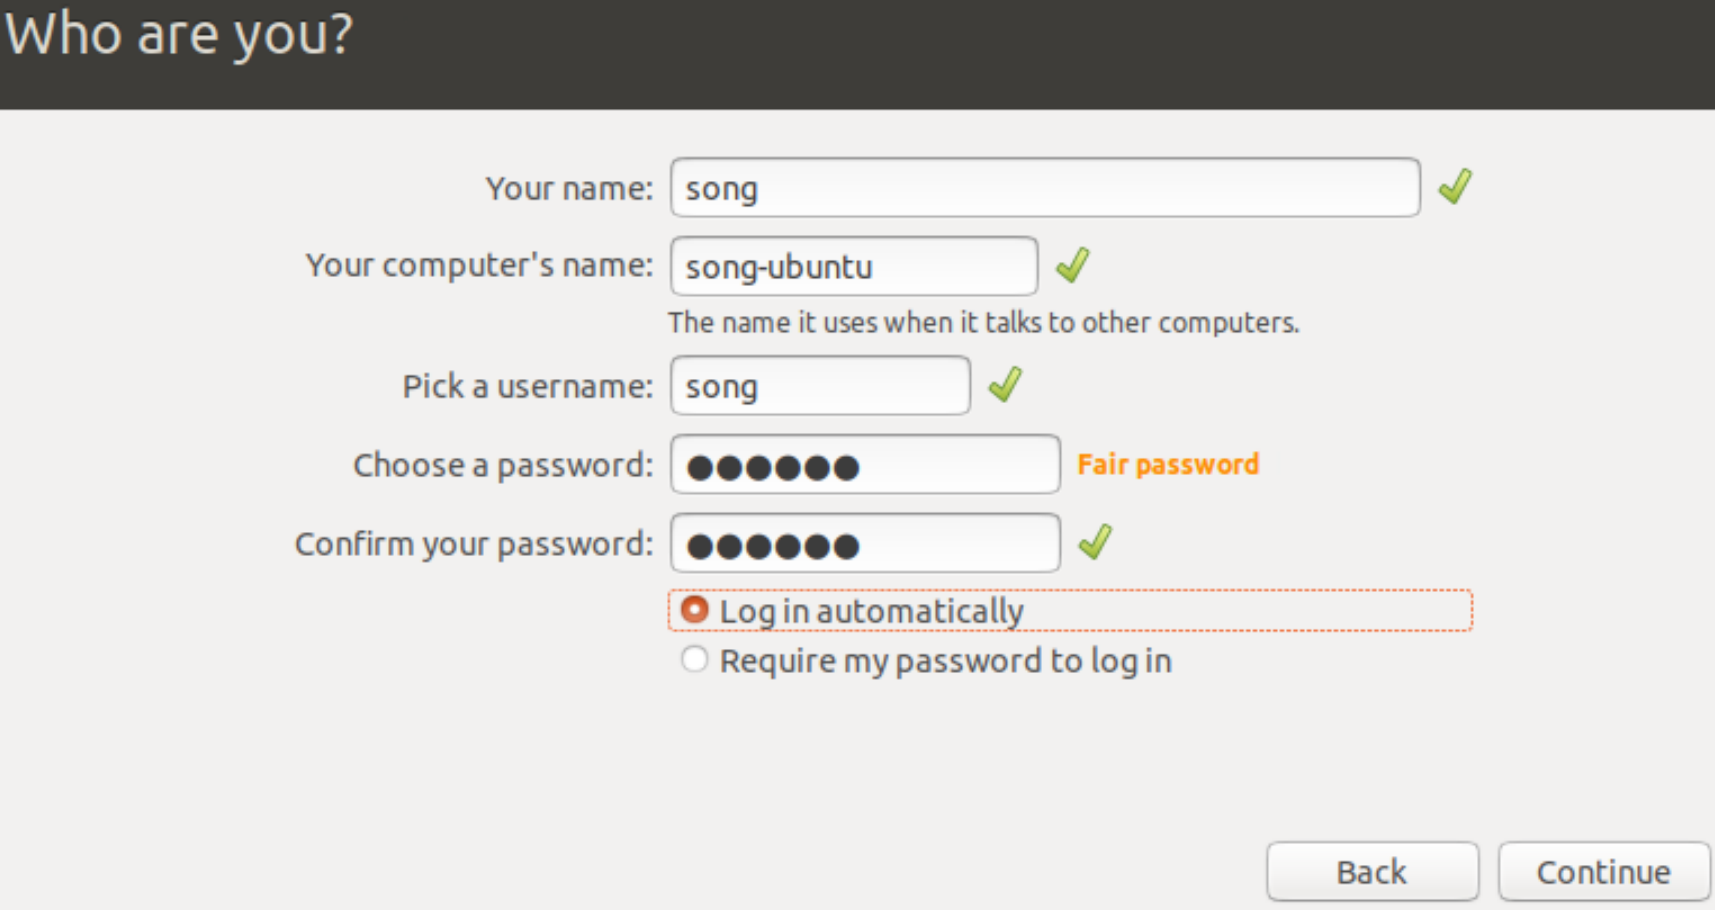 Who are you?
Your name: song
Your computer's name: song-ubuntu
The name it uses when it talks to other computers.
Pick a username: song
Choose a password: ●●●●●● Fair password
Confirm your password: ●●●●●●
Log in automatically
Require my password to log in
Back Continue